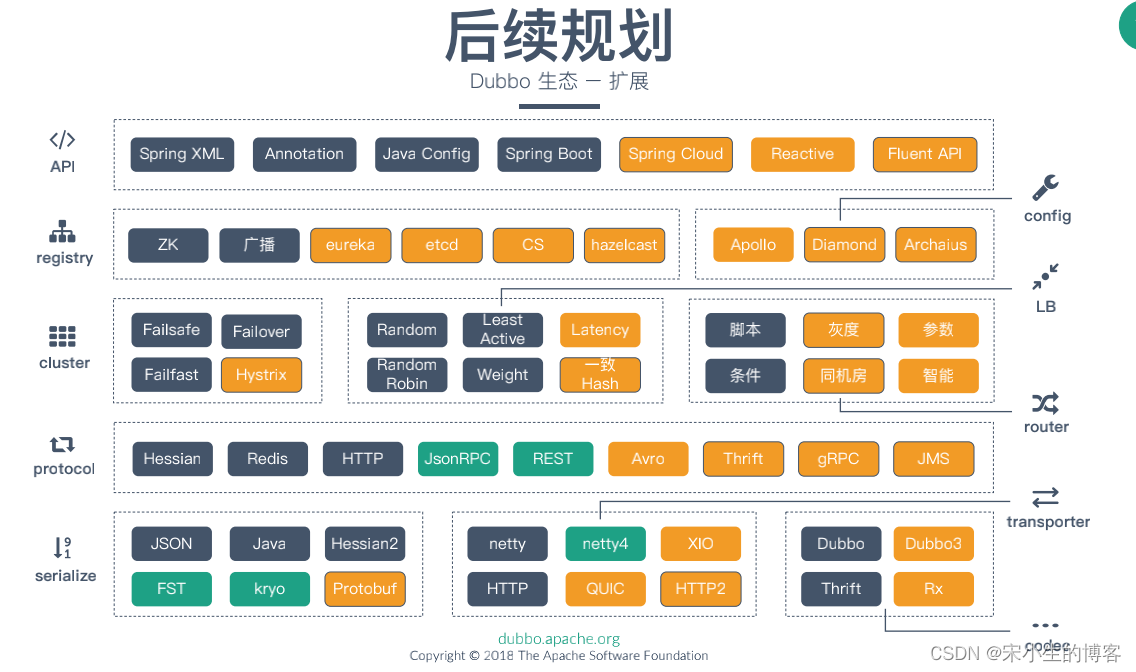 后续规划
Dubbo 生态 — 扩展
API
Spring XML
Annotation
Java Config
Spring Boot
Spring Cloud
Reactive
Fluent API
config
registry
ZK
广播
eureka
etcd
CS
hazelcast
Apollo
Diamond
Archaius
LB
cluster
Failsafe
Failover
Failfast
Hystrix
Random
Least
Active
Latency
Random
Robin
Weight
一致
Hash
脚本
灰度
参数
条件
同机房
智能
router
protocol
Hessian
Redis
HTTP
JsonRPC
REST
Avro
Thrift
gRPC
JMS
transporter
serialize
JSON
Java
Hessian2
FST
kryo
Protobuf
netty
netty4
XIO
HTTP
QUIC
HTTP2
Dubbo
Dubbo3
Thrift
Rx
codec
dubbo.apache.org
Copyright © 2018 The Apache Software Foundation
CSDN @宋小生的博客